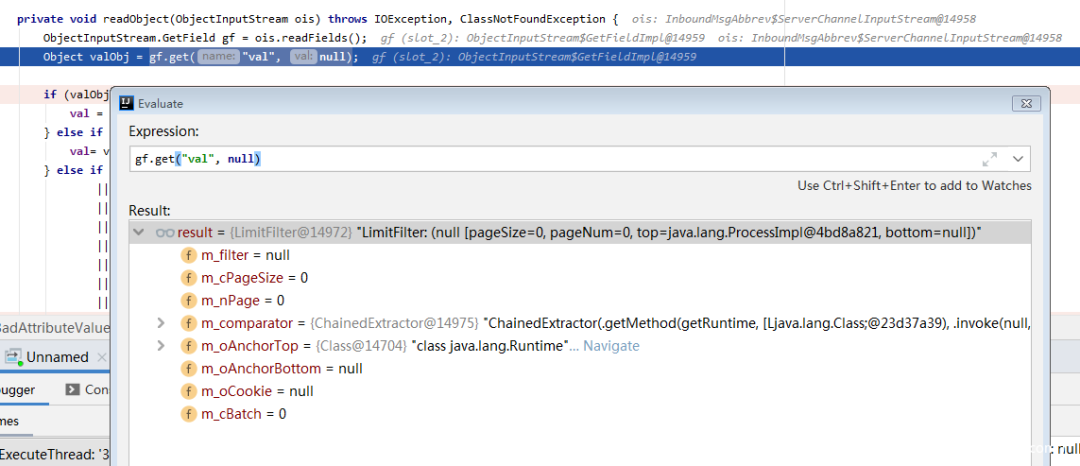 private void readObject(ObjectInputStream ois) throws IOException, ClassNotFoundException {  ois: InboundMsgAbbrev$ServerChannelInputStream@14958
ObjectInputStream.GetField gf = ois.readFields();  gf (slot_2): ObjectInputStream$GetFieldImpl@14959  ois: InboundMsgAbbrev$ServerChannelInputStream@14958
Object valObj = gf.get( name: "val", val: null);  gf (slot_2): ObjectInputStream$GetFieldImpl@14959
if (valObj
val =
} else if
val= v
} else if
||
||
||
||
||
||
||
Evaluate
Expression:
gf.get("val", null)
Use Ctrl+Shift+Enter to add to Watches
Result:
result = {LimitFilter@14972} "LimitFilter: (null [pageSize=0, pageNum=0, top=java.lang.ProcessImpl@4bd8a821, bottom=null])"
m_filter = null
m_cPageSize = 0
m_nPage = 0
m_comparator = {ChainedExtractor@14975} "ChainedExtractor(.getMethod(getRuntime, [Ljava.lang.Class;@23d37a39), .invoke(null,
m_oAnchorTop = {Class@14704} "class java.lang.Runtime"... Navigate
m_oAnchorBottom = null
m_oCookie = null
m_cBatch = 0
BadAttributeValue
Unnamed
ugger
Con
mes
ExecuteThread: '3
: null